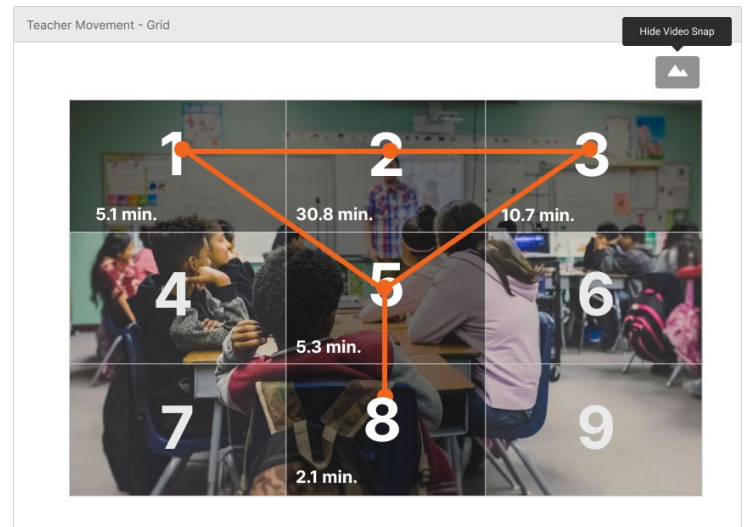 Teacher Movement - Grid
Hide Video Snap
1
2
3
5.1 min.
30.8 min.
10.7 min.
4
5
6
5.3 min.
7
8
9
2.1 min.